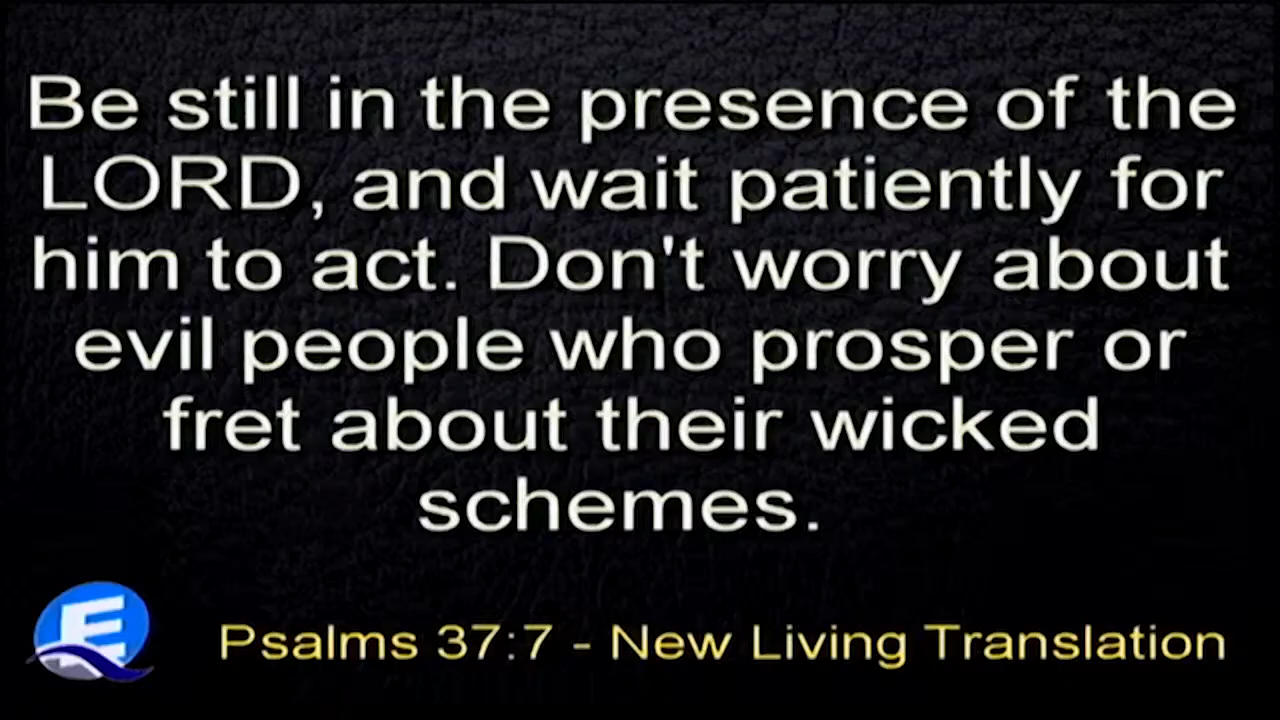 Be still in the presence of the
LORD, and wait patiently for
him to act. Don't worry about
evil people who prosper or
fret about their wicked
schemes.
E
Psalms 37:7 - New Living Translation